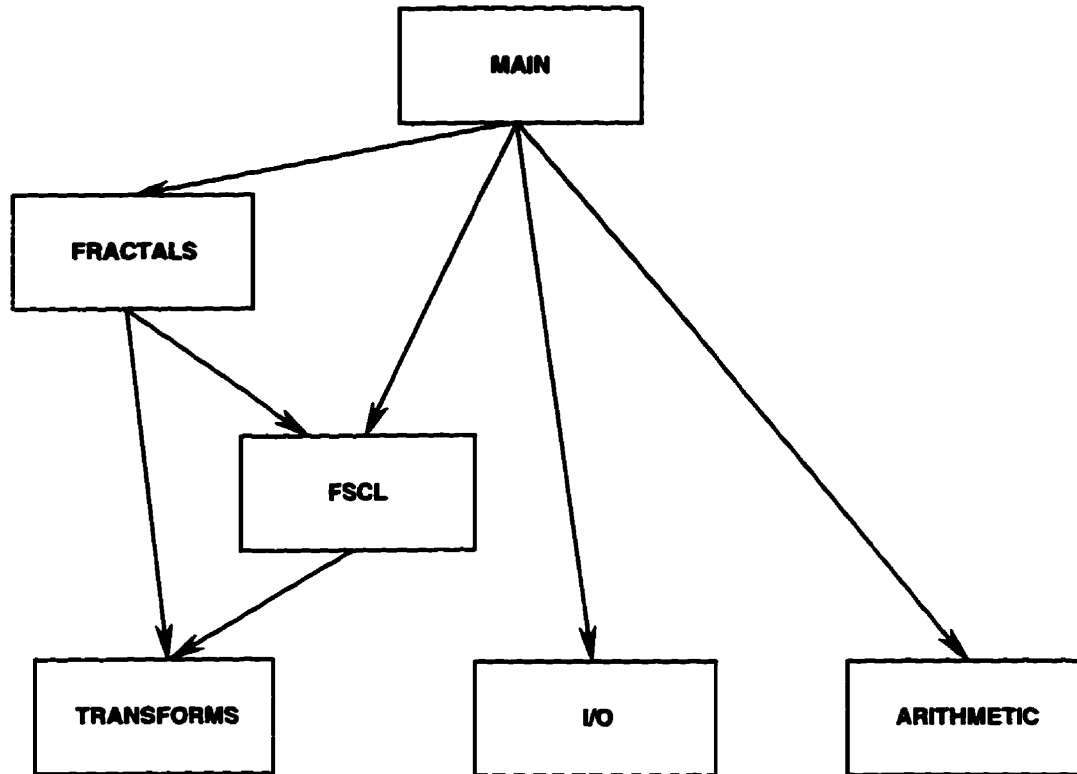 MAIN
FRACTALS
FSCL
TRANSFORMS
I/O
ARITHMETIC